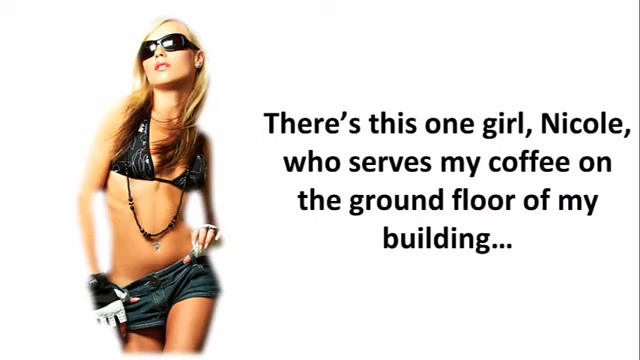 There’s this one girl, Nicole,
who serves my coffee on
the ground floor of my
building…